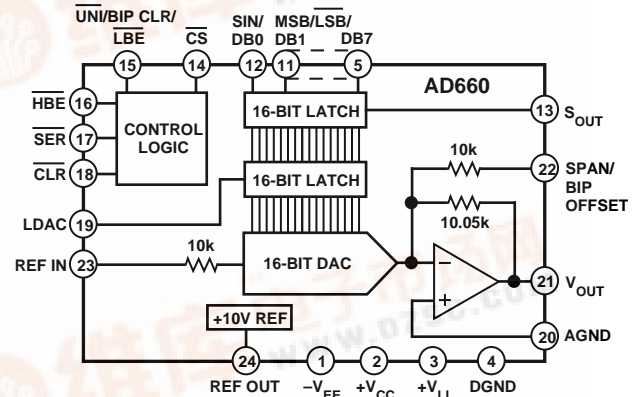 UNI/BIP CLR/
LBE
CS
SIN/
DB0
MSB/LSB/
DB1
DB7
15
14
12
11
5
AD660
HBE 16
SER 17
CLR 18
LDAC 19
REF IN 23
CONTROL
LOGIC
16-BIT LATCH
16-BIT LATCH
16-BIT DAC
10k
+10V REF
10k
10.05k
−
+
13 SOUT
22 SPAN/
BIP
OFFSET
21 VOUT
20 AGND
24
1
2
3
4
REF OUT
−VEE
+VCC
+VLL
DGND